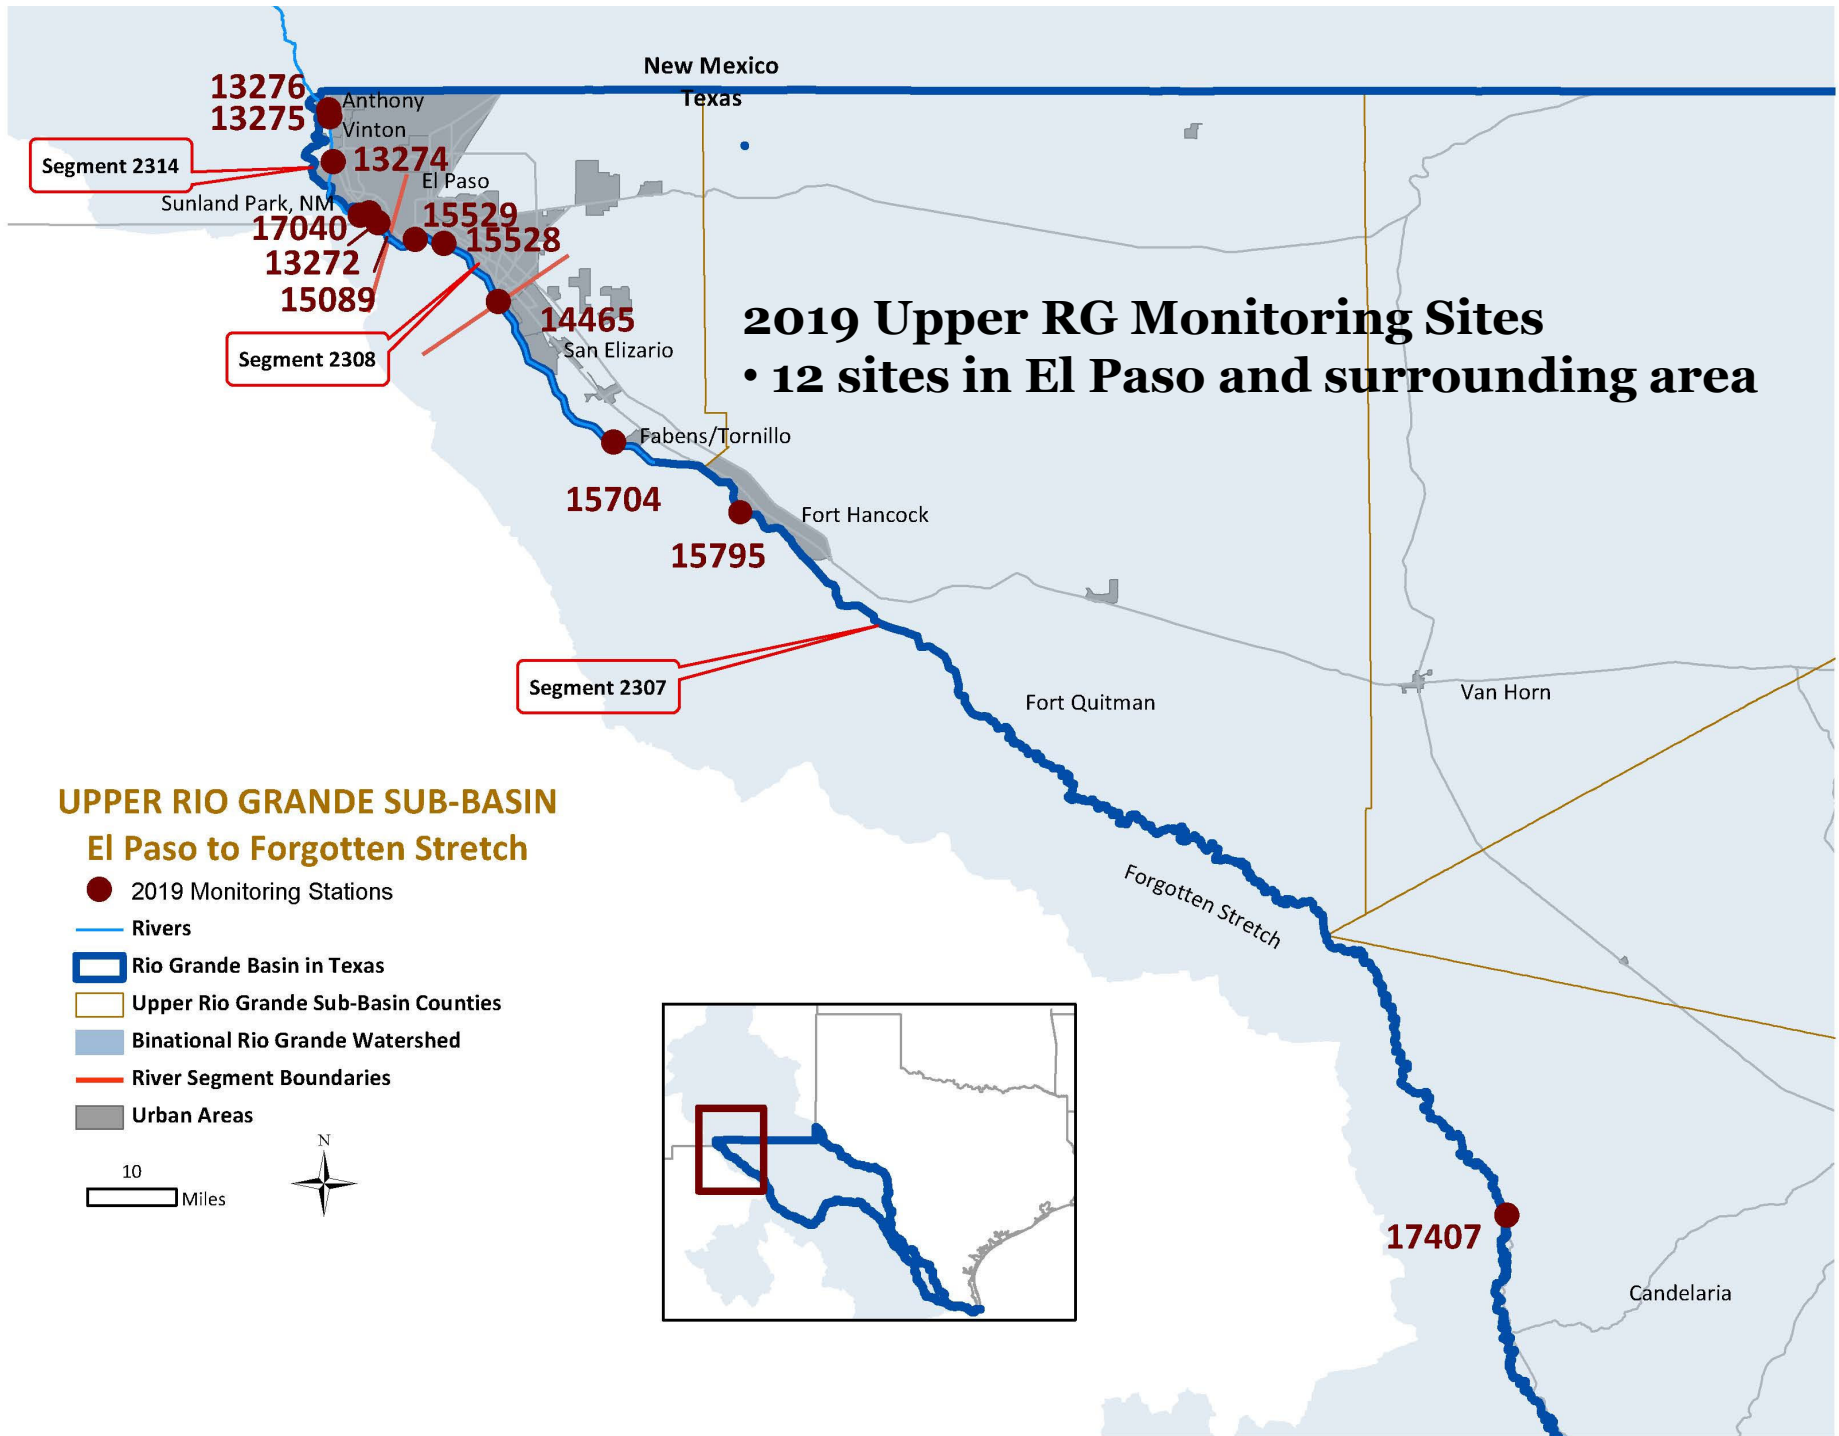 New Mexico
Texas
13276
Anthony
13275
Vinton
Segment 2314
13274
El Paso
Sunland Park, NM
15529
17040
15528
13272
15089
14465
Segment 2308
San Elizario
2019 Upper RG Monitoring Sites
• 12 sites in El Paso and surrounding area
Fabens/Tornillo
15704
Fort Hancock
15795
Segment 2307
Fort Quitman
Van Horn
Forgotten Stretch
UPPER RIO GRANDE SUB-BASIN
El Paso to Forgotten Stretch
2019 Monitoring Stations
Rivers
Rio Grande Basin in Texas
Upper Rio Grande Sub-Basin Counties
Binational Rio Grande Watershed
River Segment Boundaries
Urban Areas
N
10
Miles
17407
Candelaria